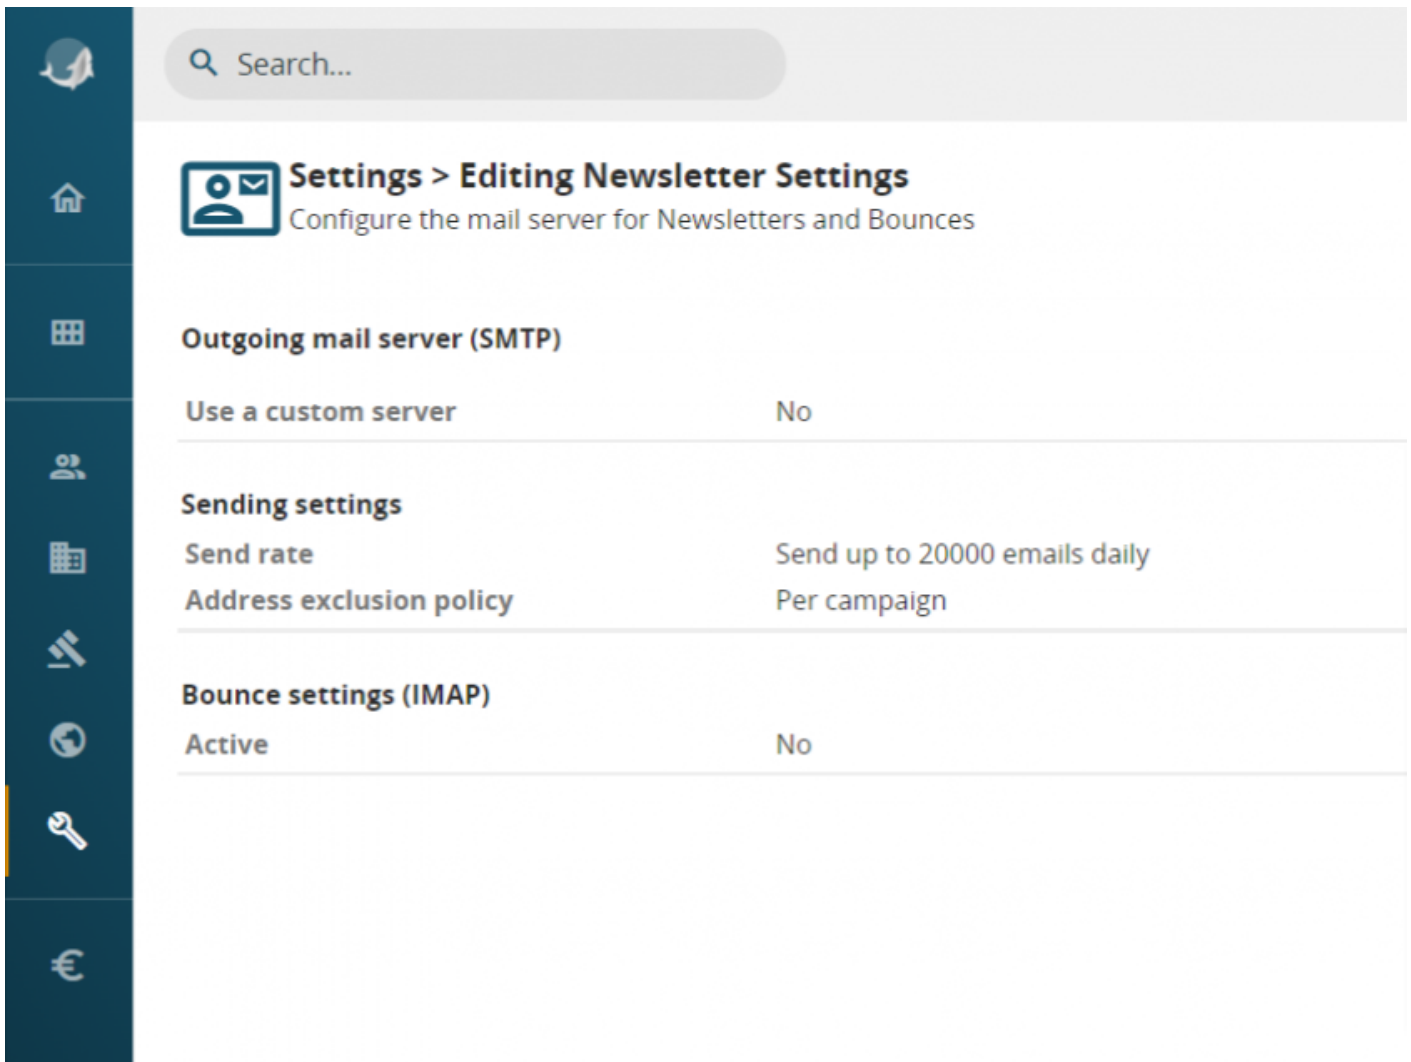 Search...
Settings > Editing Newsletter Settings
Configure the mail server for Newsletters and Bounces
Outgoing mail server (SMTP)
Use a custom server No
Sending settings
Send rate Send up to 20000 emails daily
Address exclusion policy Per campaign
Bounce settings (IMAP)
Active No
€